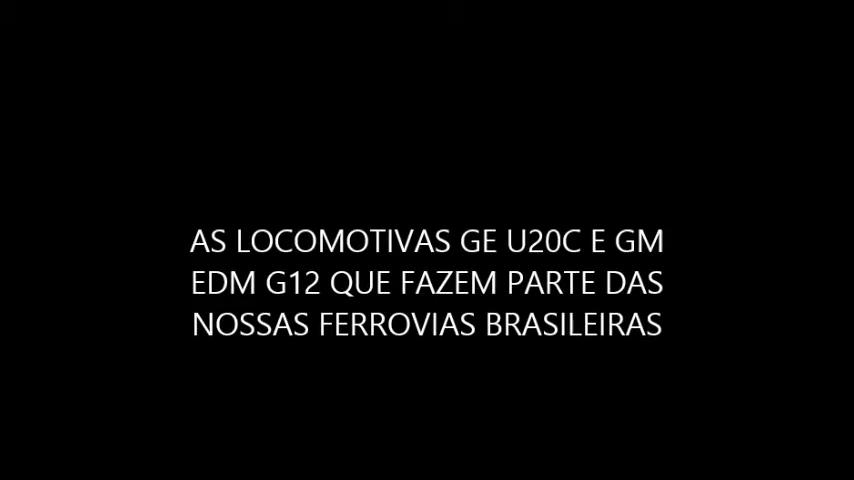 AS LOCOMOTIVAS GE U20C E GM
EDM G12 QUE FAZEM PARTE DAS
NOSSAS FERROVIAS BRASILEIRAS